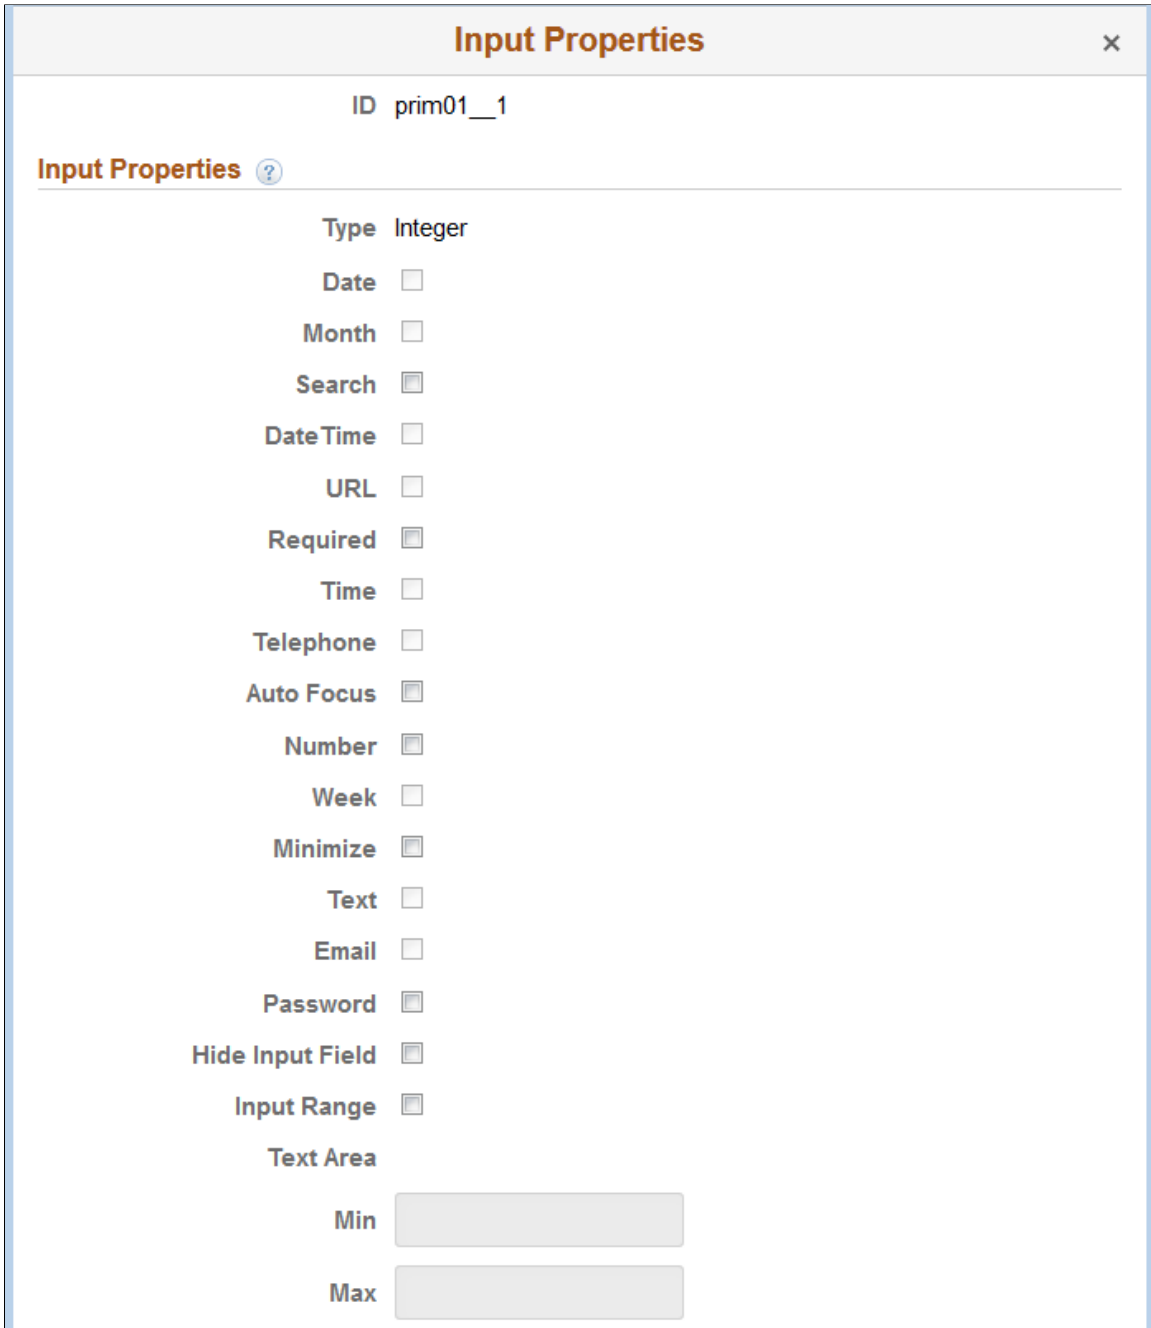 Input Properties ×
ID prim01__1
Input Properties ?
Type Integer
Date
Month
Search
DateTime
URL
Required
Time
Telephone
Auto Focus
Number
Week
Minimize
Text
Email
Password
Hide Input Field
Input Range
Text Area
Min
Max